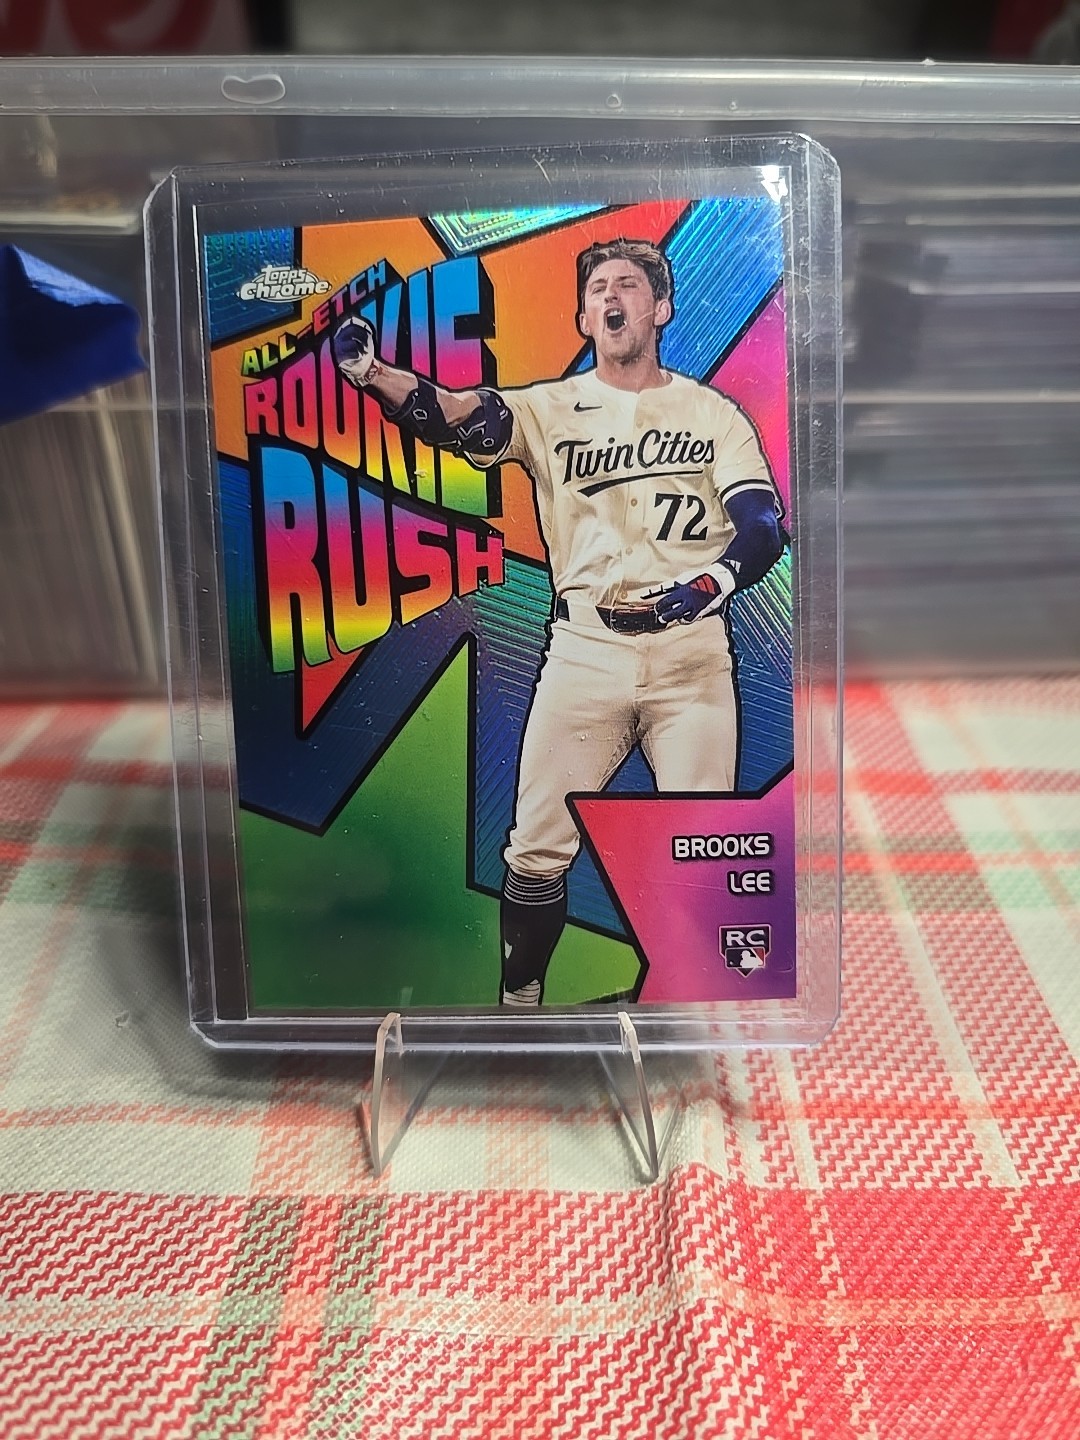 Topps
Chrome
ALL-ETCH
ROOKIE
RUSH
Twin Cities
72
BROOKS
LEE
RC